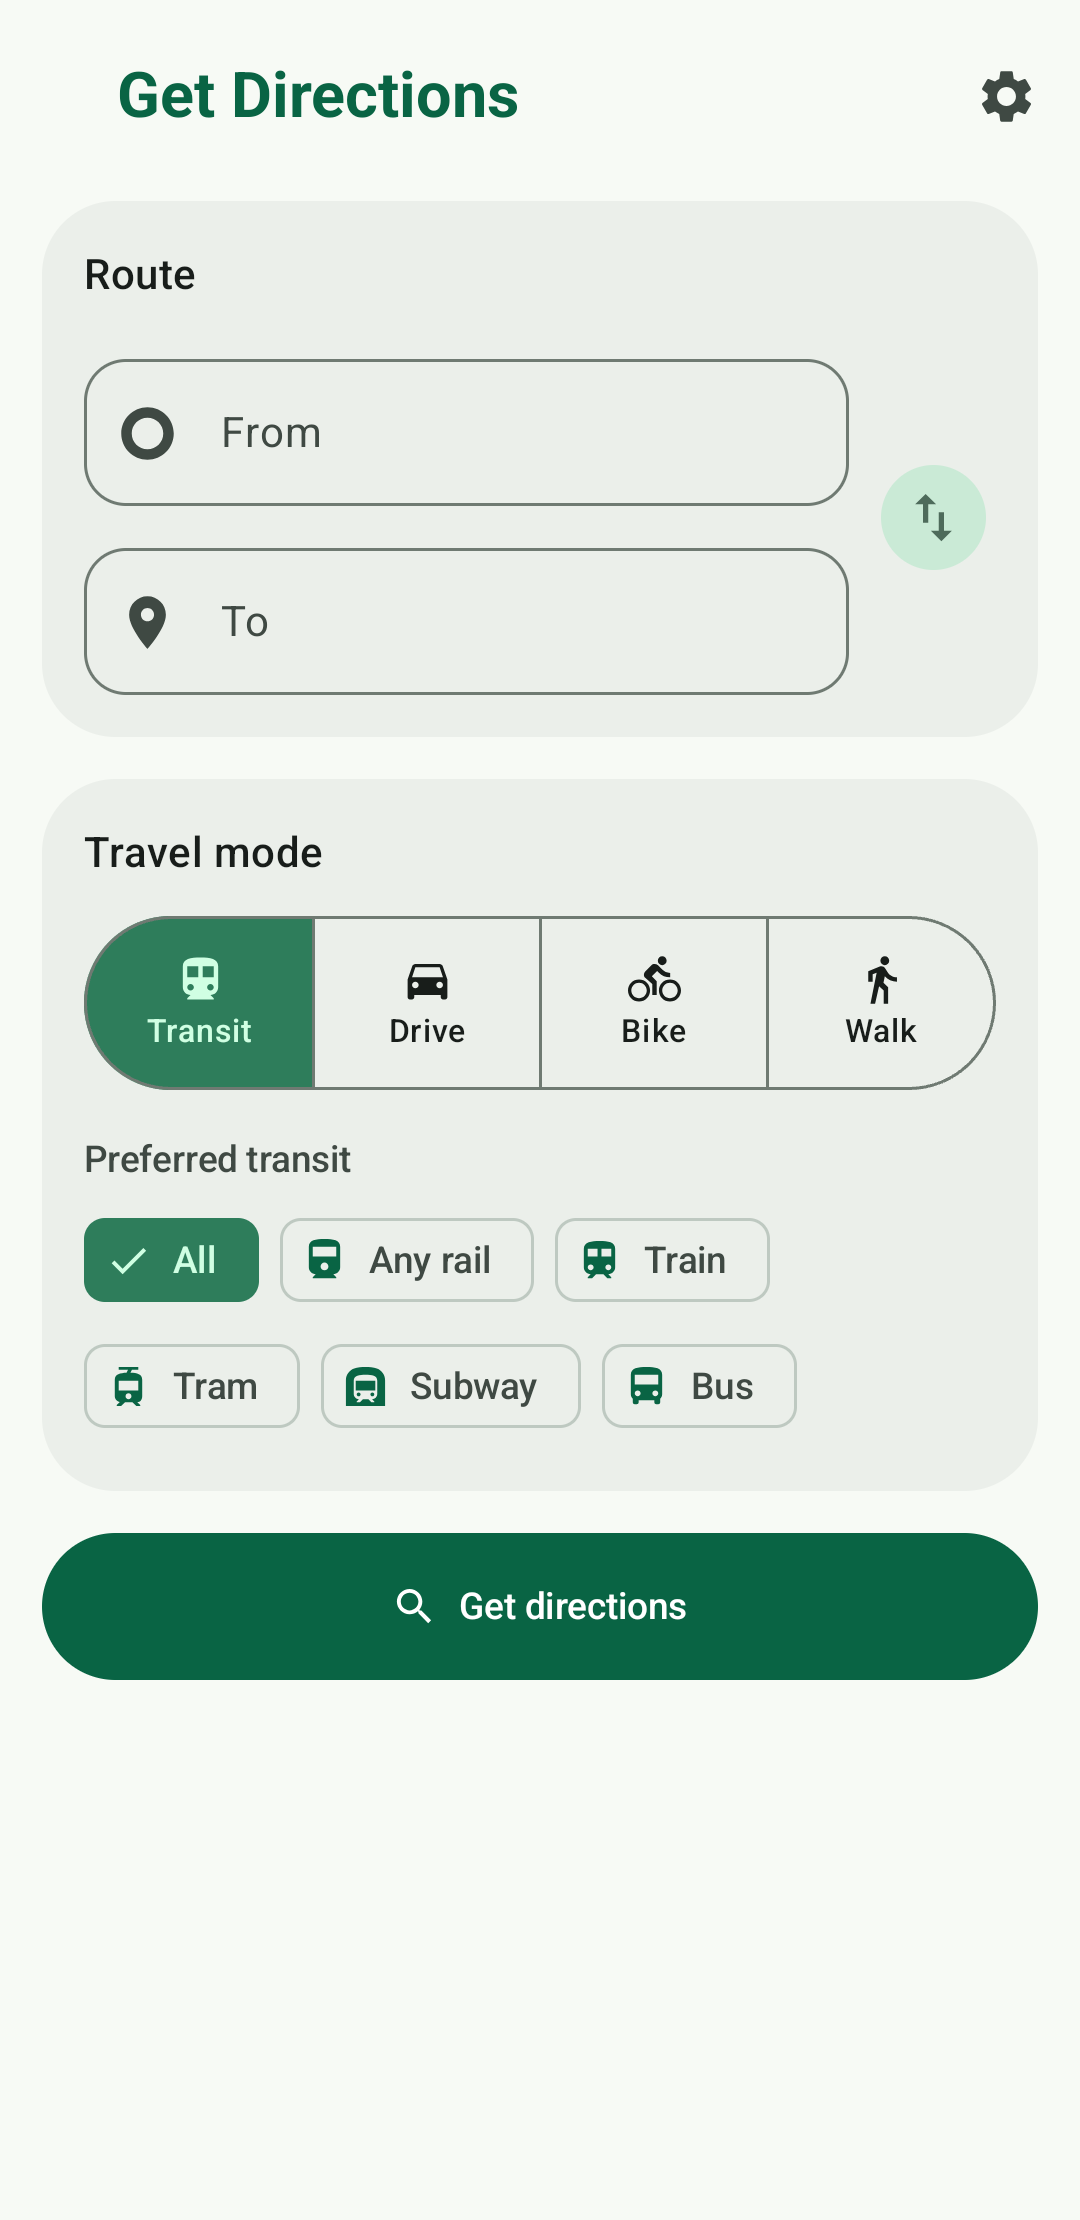 Get Directions
Route
From
To
Travel mode
Transit Drive Bike Walk
Preferred transit
All Any rail Train
Tram Subway Bus
Get directions